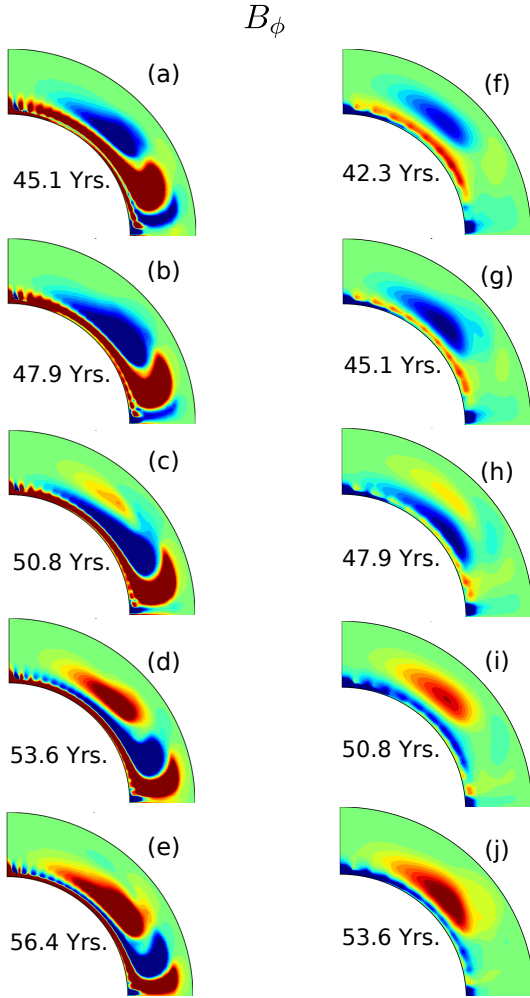 B_ϕ
(a)
45.1 Yrs.
(b)
47.9 Yrs.
(c)
50.8 Yrs.
(d)
53.6 Yrs.
(e)
56.4 Yrs.
(f)
42.3 Yrs.
(g)
45.1 Yrs.
(h)
47.9 Yrs.
(i)
50.8 Yrs.
(j)
53.6 Yrs.